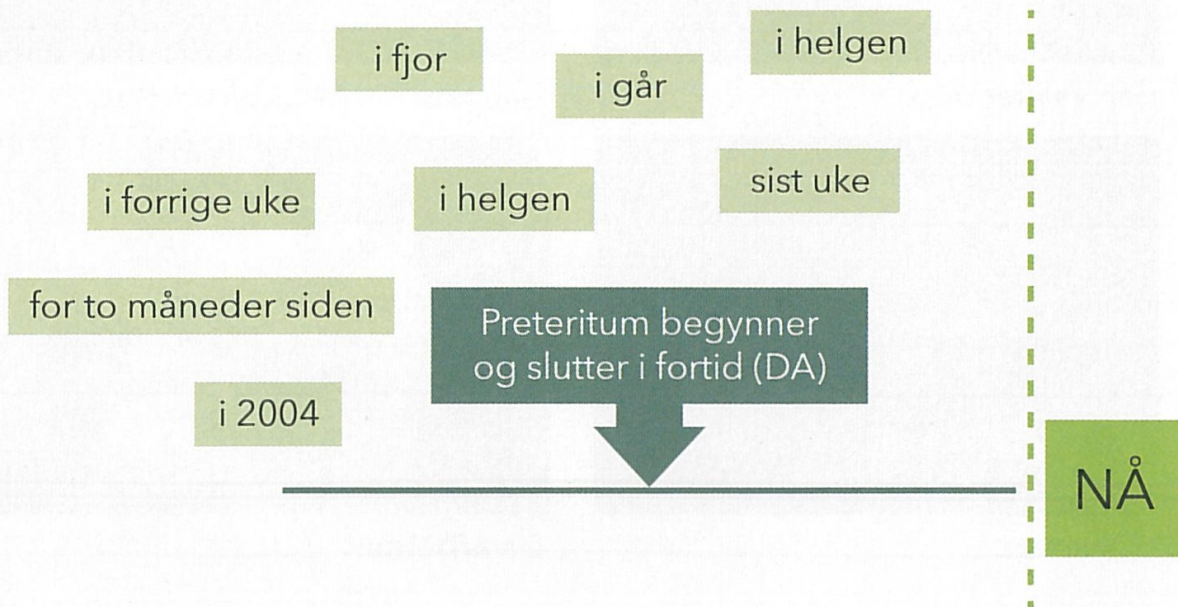 i fjor
i går
i helgen
i forrige uke
i helgen
sist uke
for to måneder siden
Preteritum begynner
og slutter i fortid (DA)
i 2004
NÅ